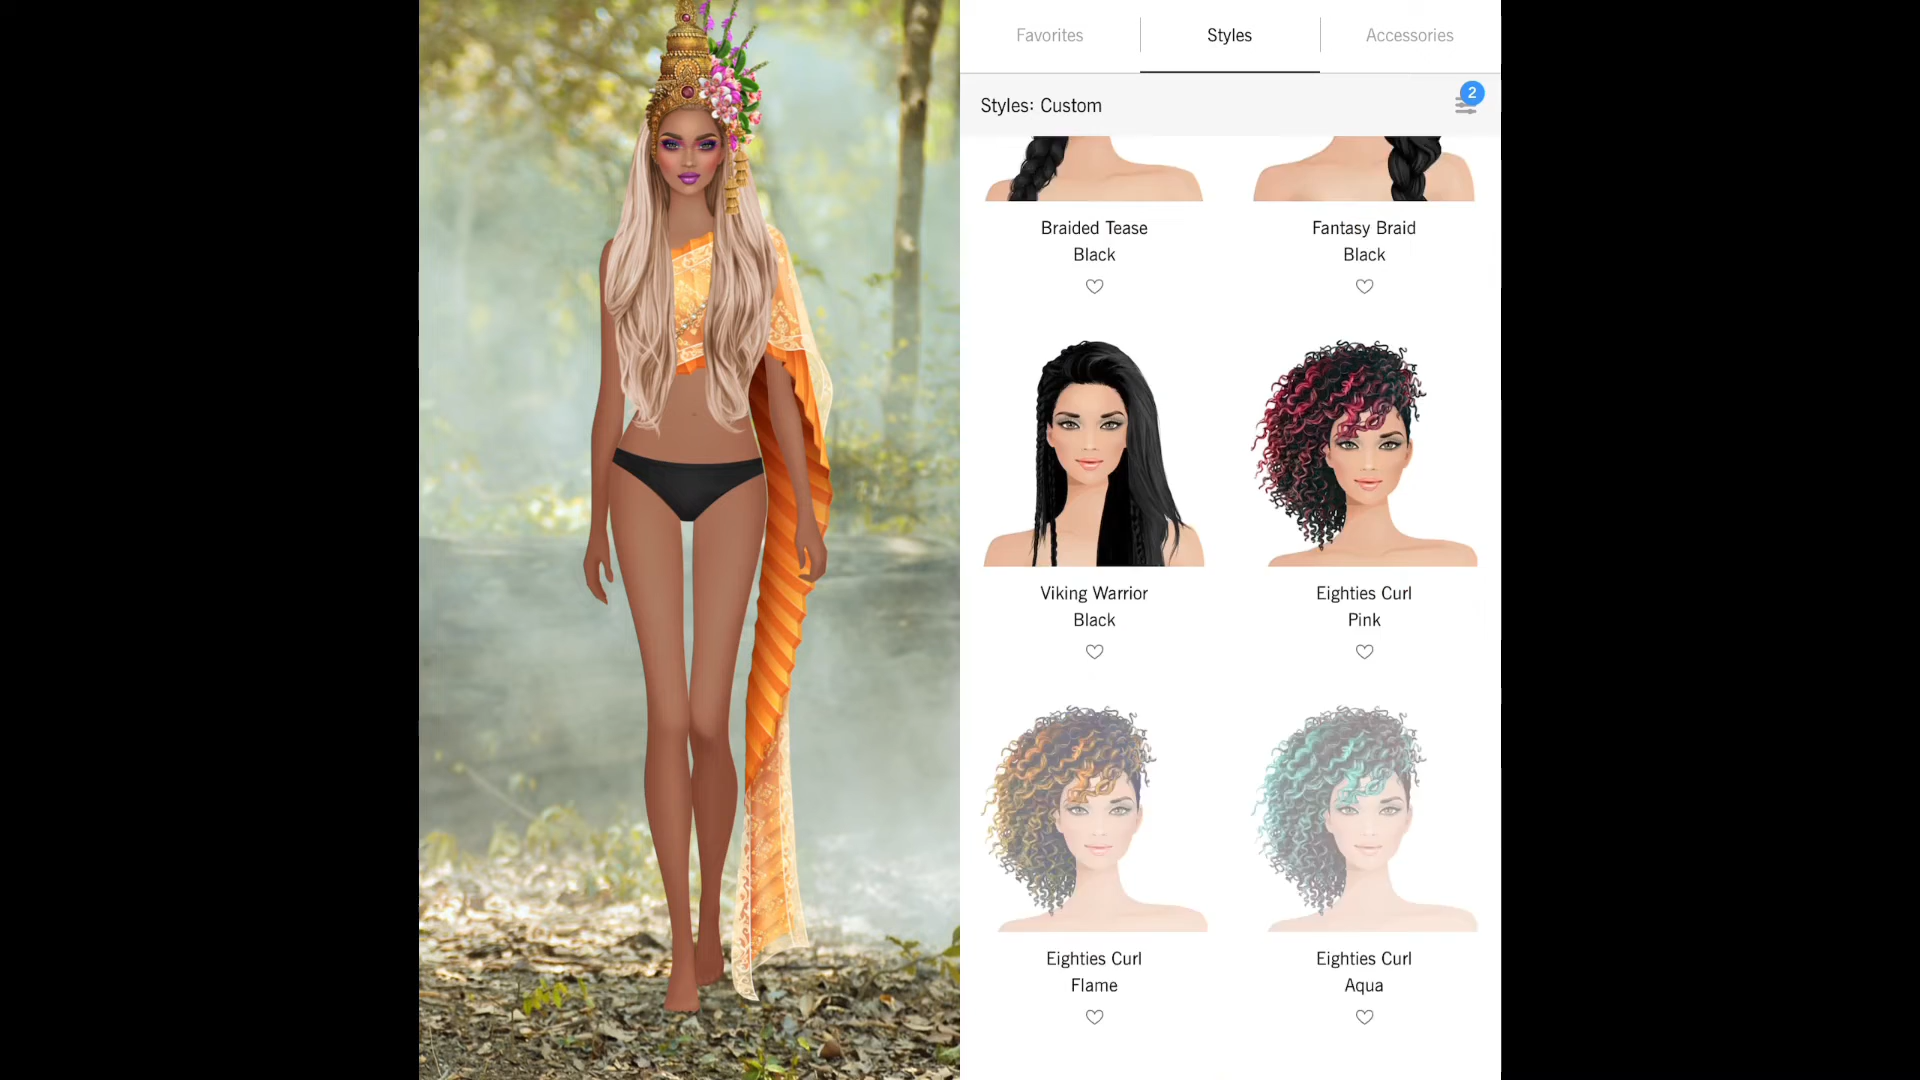 Favorites
Styles
Accessories
Styles: Custom
2
Braided Tease
Black
Fantasy Braid
Black
Viking Warrior
Black
Eighties Curl
Pink
Eighties Curl
Flame
Eighties Curl
Aqua